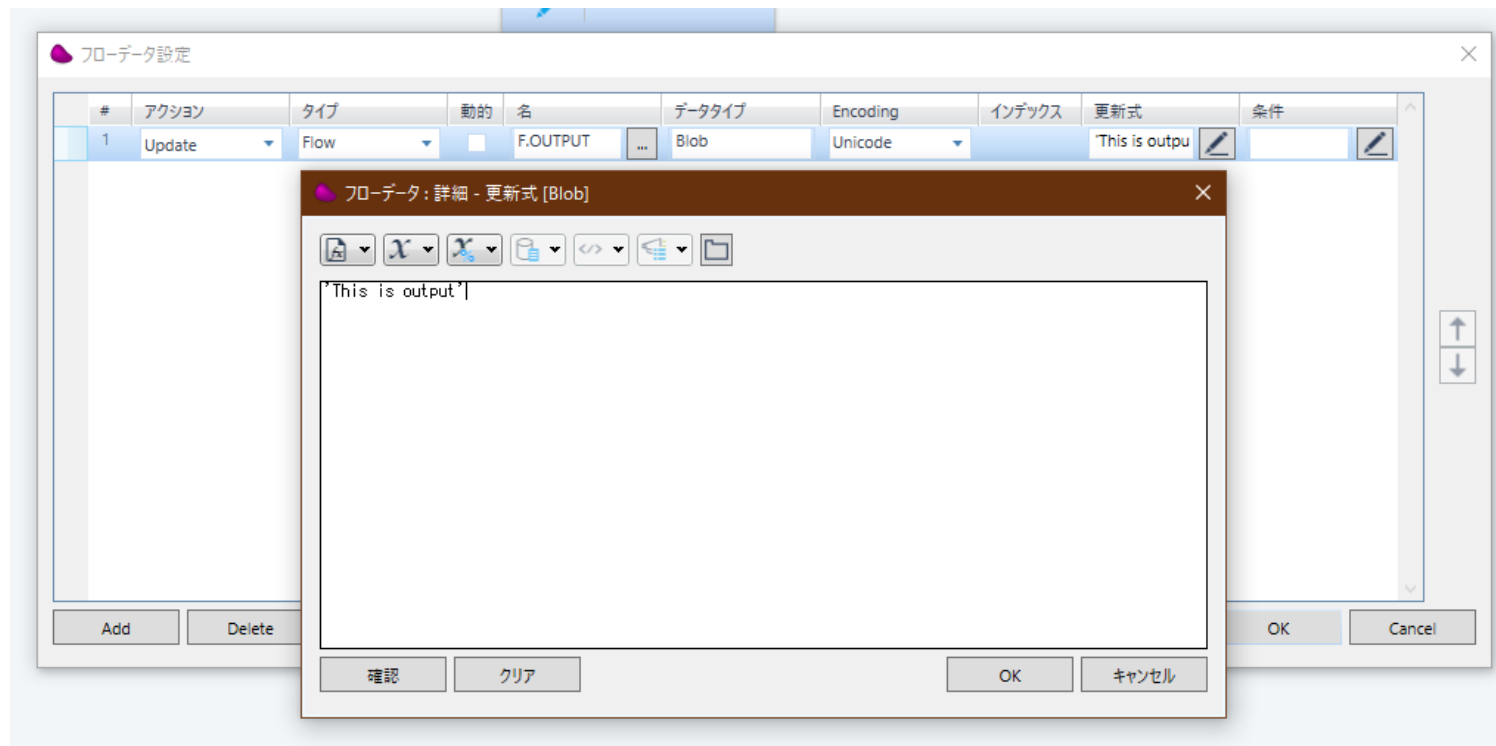 フローデータ設定
# アクション タイプ 動的 名 データタイプ Encoding インデックス 更新式 条件
1 Update Flow F.OUTPUT ... Blob Unicode 'This is outpu
フローデータ : 詳細 - 更新式 [Blob]
'This is output'
Add Delete OK Cancel
確認 クリア OK キャンセル